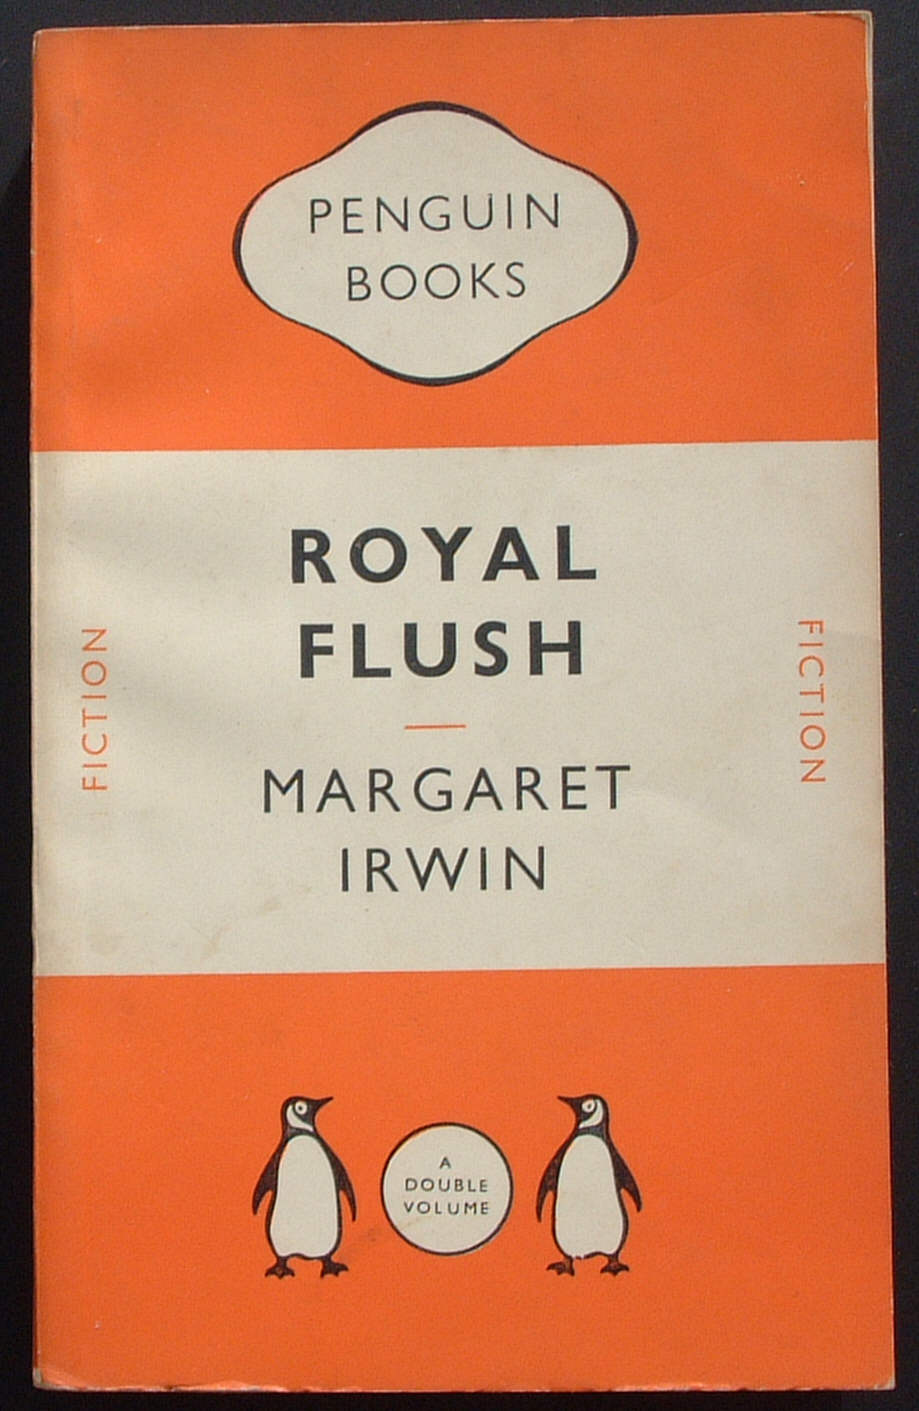 PENGUIN
BOOKS
ROYAL
FLUSH
FICTION
FICTION
MARGARET
IRWIN
A
DOUBLE
VOLUME